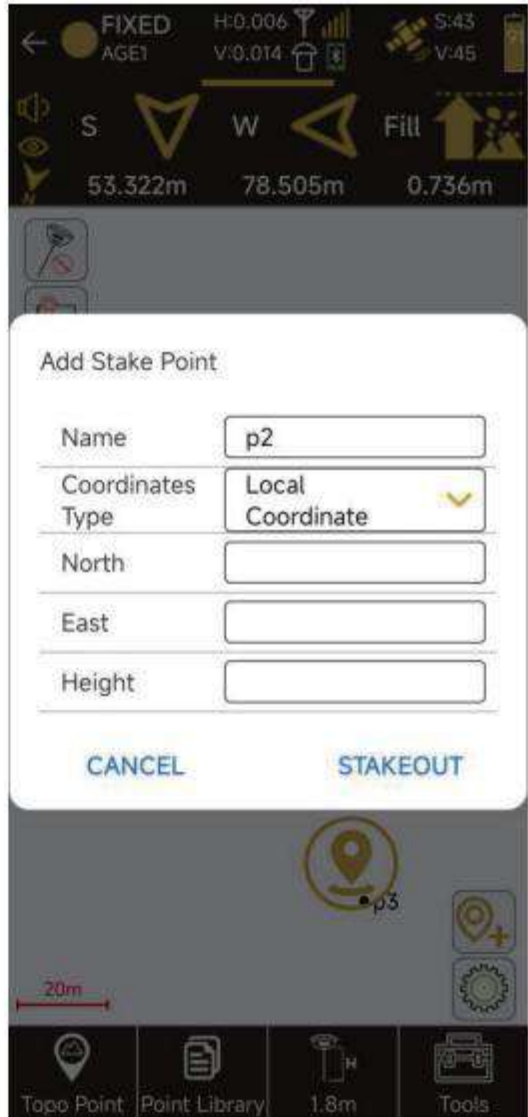 FIXED H:0.006 S:43
AGE1 V:0.014 V:45
S W Fill
53.322m 78.505m 0.736m
N
Add Stake Point
Name p2
Coordinates Type Local Coordinate
North
East
Height
CANCEL STAKEOUT
p3
20m
H
Topo Point Point Library 1.8m Tools